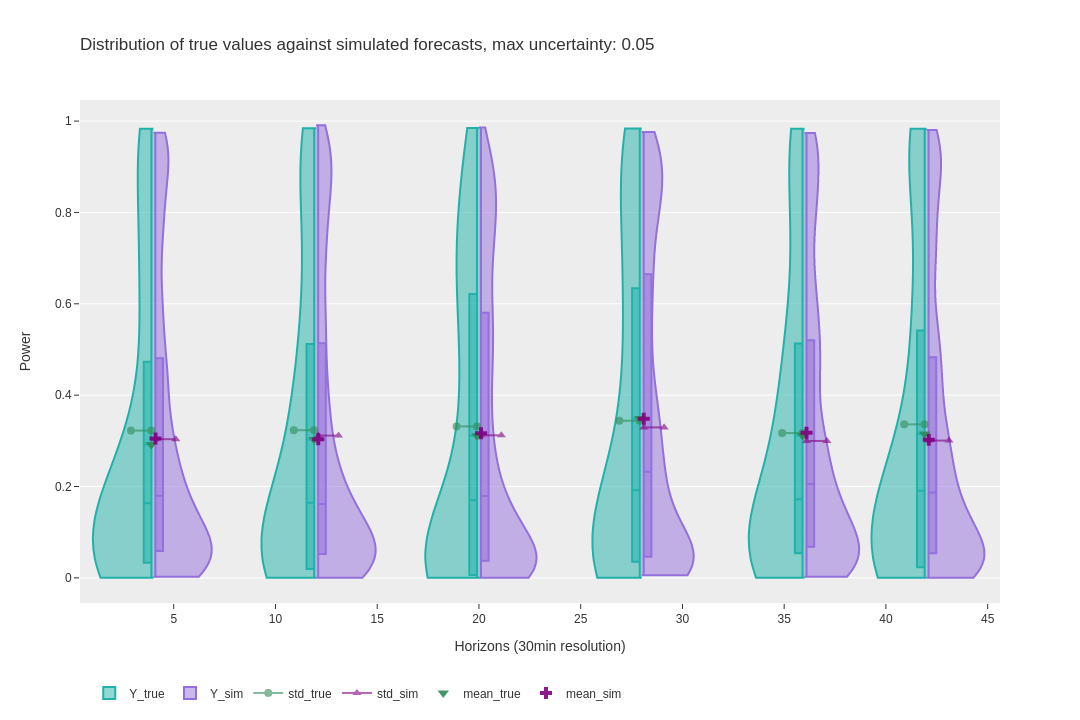 Distribution of true values against simulated forecasts, max uncertainty: 0.05
1
0.8
0.6
0.4
0.2
0
Power
5 10 15 20 25 30 35 40 45
Horizons (30min resolution)
Y_true Y_sim std_true std_sim mean_true mean_sim